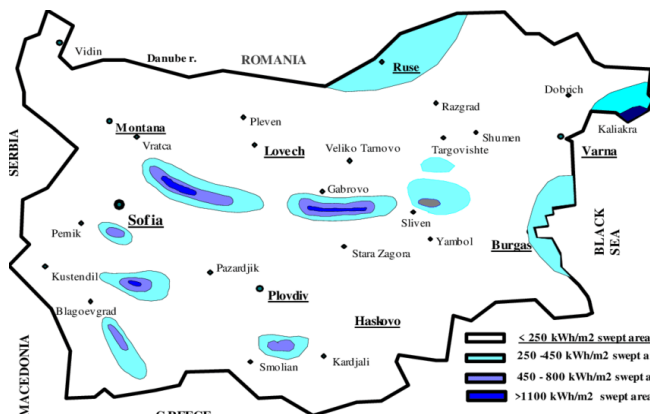 Vidin
Danube r.
ROMANIA
Ruse
Dobrich
Kaliakra
Montana
Vratca
Pleven
Lovech
Razgrad
Shumen
Targovishte
Varna
Veliko Tarnovo
Gabrovo
SERBIA
Sofia
Pernik
Sliven
Yambol
Burgas
BLACK
SEA
Stara Zagora
Kustendil
Pazardjik
Blagoevgrad
Plovdiv
Haskovo
Smolian
Kardjali
MACEDONIA
GREECE
< 250 kWh/m2 swept area
250 -450 kWh/m2 swept a
450 - 800 kWh/m2 swept a
>1100 kWh/m2 swept area